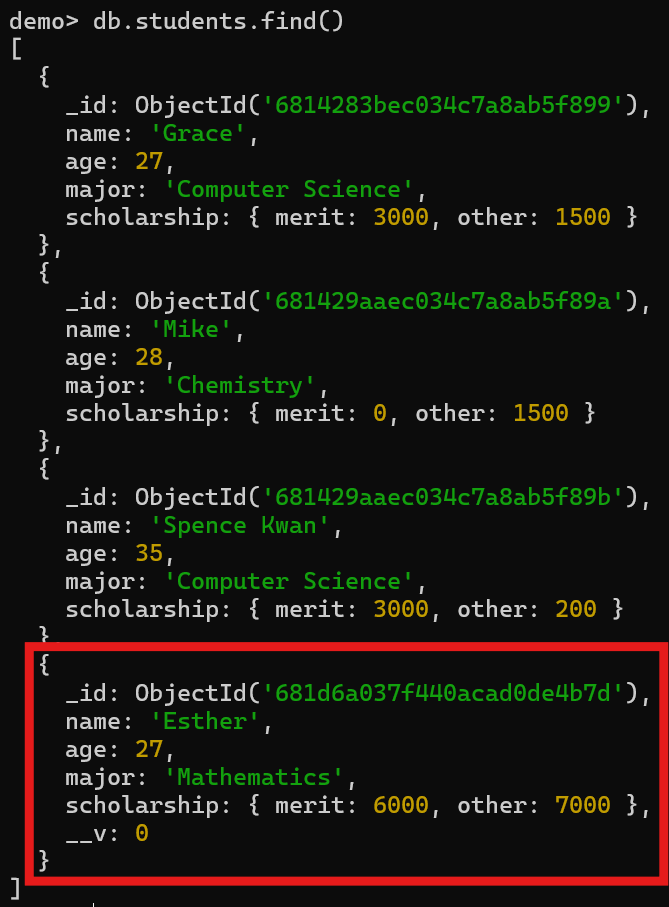 demo> db.students.find()
[
  {
    _id: ObjectId('6814283bec034c7a8ab5f899'),
    name: 'Grace',
    age: 27,
    major: 'Computer Science',
    scholarship: { merit: 3000, other: 1500 }
  },
  {
    _id: ObjectId('681429aaec034c7a8ab5f89a'),
    name: 'Mike',
    age: 28,
    major: 'Chemistry',
    scholarship: { merit: 0, other: 1500 }
  },
  {
    _id: ObjectId('681429aaec034c7a8ab5f89b'),
    name: 'Spence Kwan',
    age: 35,
    major: 'Computer Science',
    scholarship: { merit: 3000, other: 200 }
  }
  {
    _id: ObjectId('681d6a037f440acad0de4b7d'),
    name: 'Esther',
    age: 27,
    major: 'Mathematics',
    scholarship: { merit: 6000, other: 7000 },
    __v: 0
  }
]